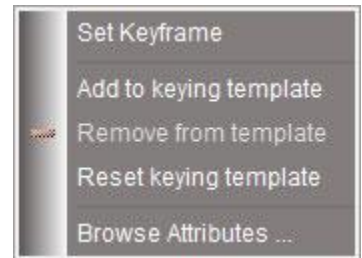 Set Keyframe
Add to keying template
Remove from template
Reset keying template
Browse Attributes ...